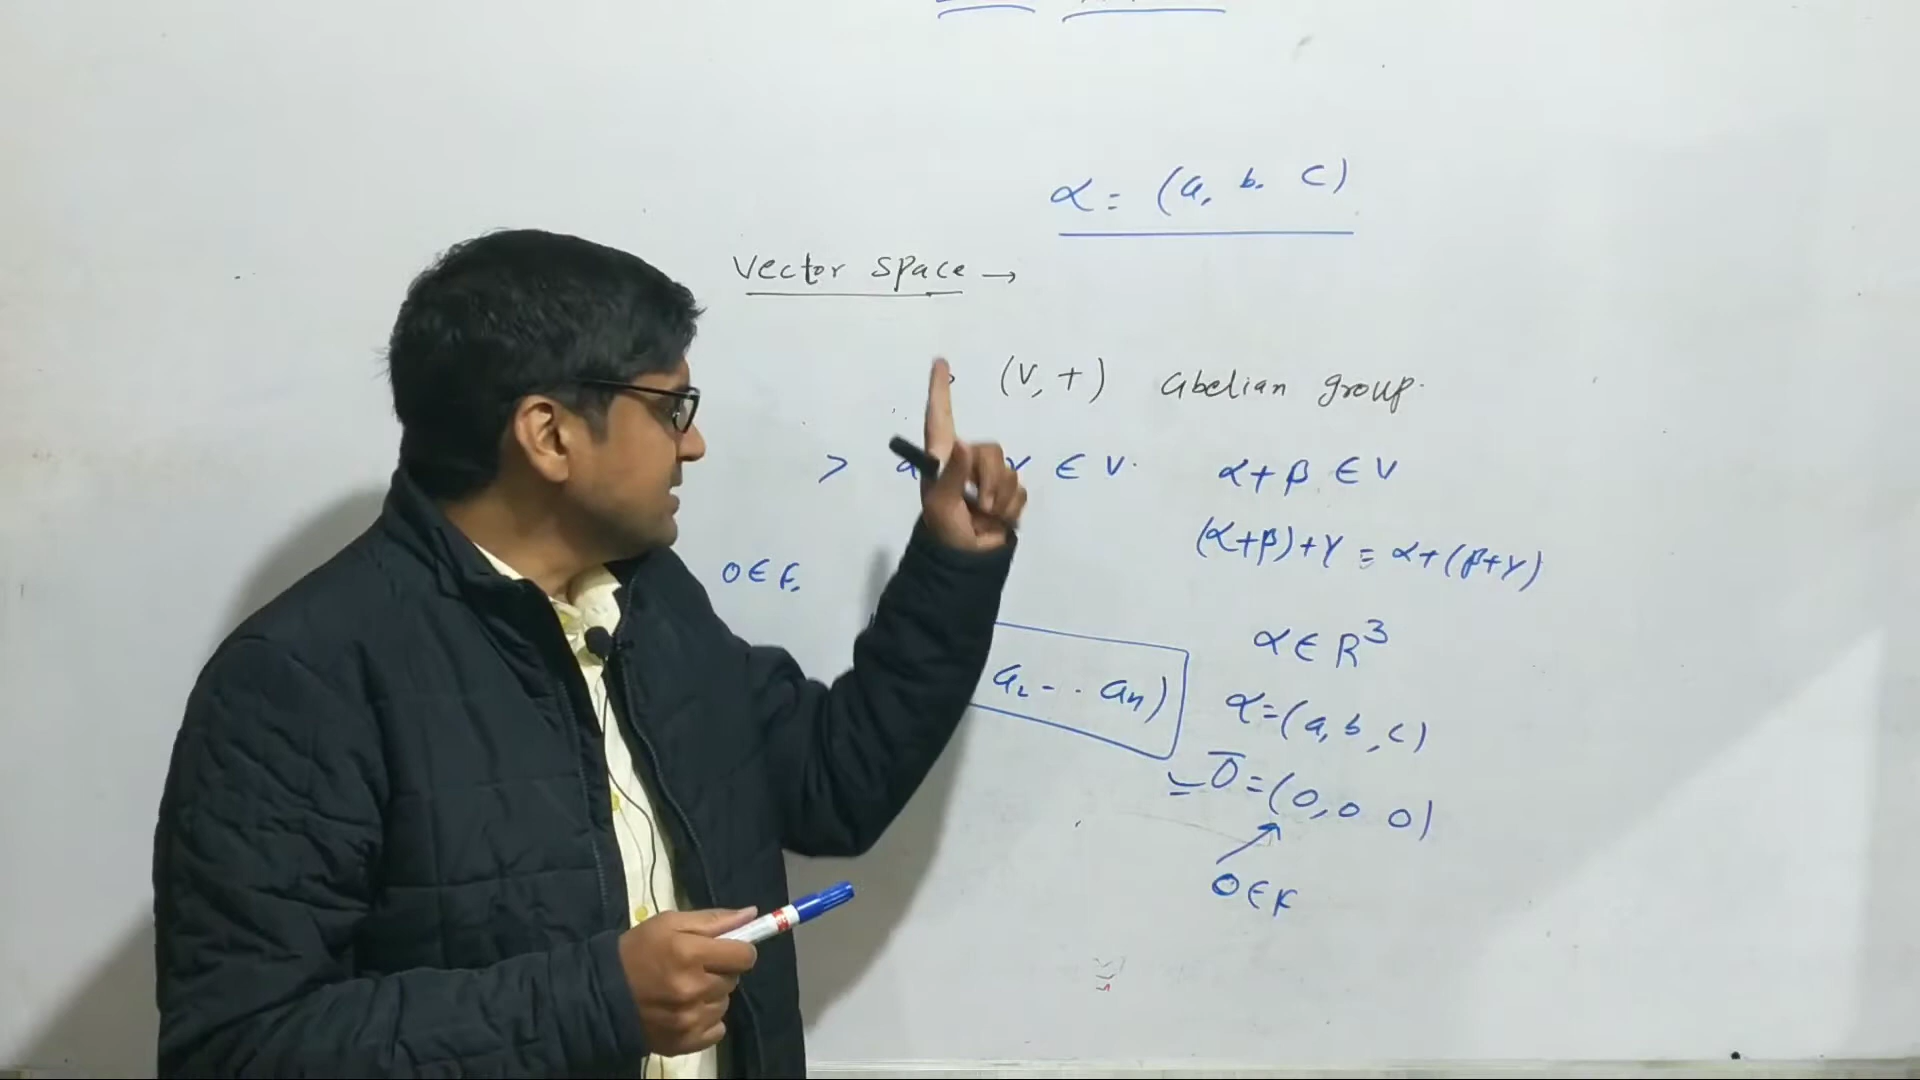 α = (a, b. c)
Vector Space →
(V, +) abelian group.
> α γ ∈ V. α+β ∈ V
(α+β)+γ = α+(β+γ)
0 ∈ F.
α ∈ R³
a₂ - . . aₙ)
α = (a, b, c)
0̅ = (0, 0 0)
0 ∈ F